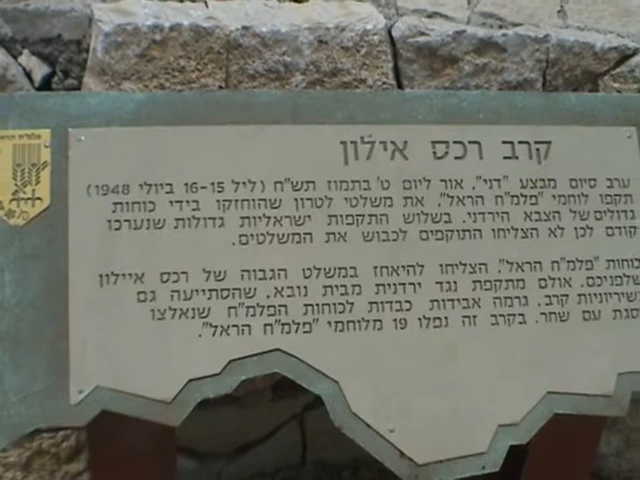 קרב רכס אילון
ערב סיום מבצע "דני", אור ליום ט' בתמוז תש"ח (ליל 16-15 ביולי 1948)
תקפו לוחמי "פלמ"ח הראל", את משלטי לטרון שהוחזקו בידי כוחות
גדולים של הצבא הירדני. בשלוש התקפות ישראליות גדולות שנערכו
קודם לכן לא הצליחו התוקפים לכבוש את המשלטים.
כוחות "פלמ"ח הראל", הצליחו להיאחז במשלט הגבוה של רכס איילון
שלפניכם. אולם מתקפת נגד ירדנית מבית נובא, שהסתייעה גם
בשיריוניות קרב, גרמה אבידות כבדות לכוחות הפלמ"ח שנאלצו
לסגת עם שחר. בקרב זה נפלו 19 מלוחמי "פלמ"ח הראל".